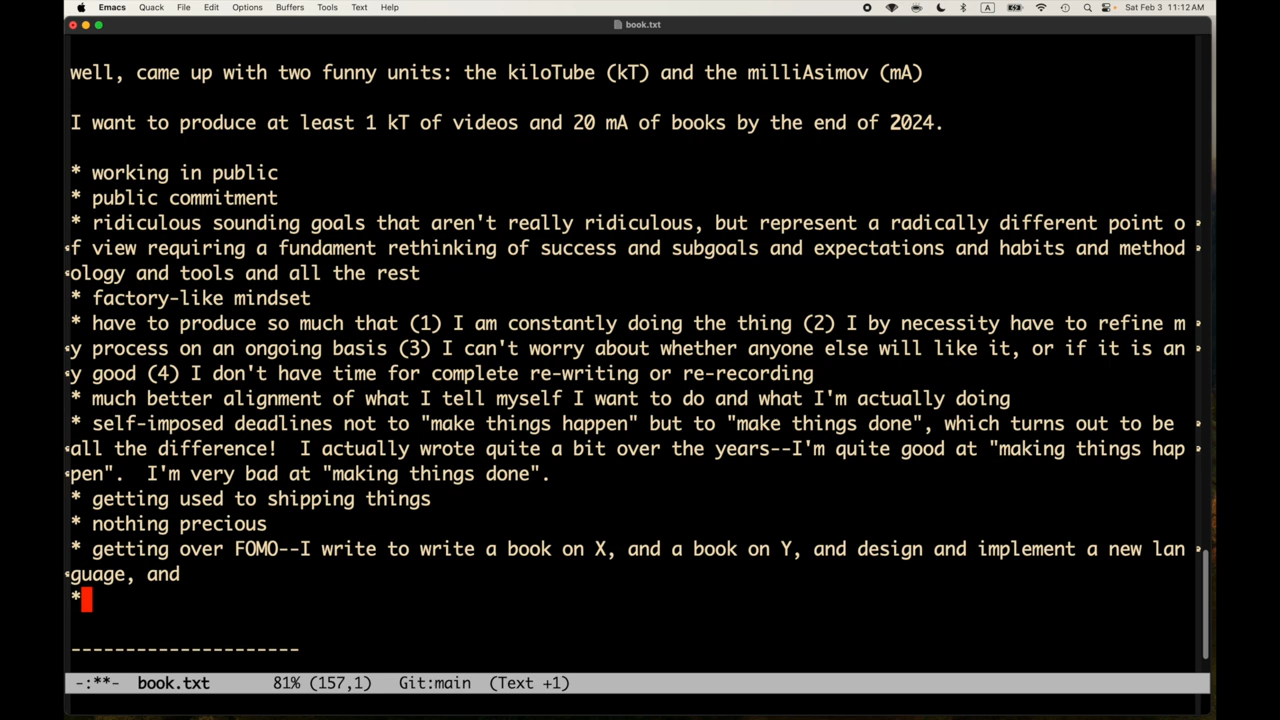 Emacs Quack File Edit Options Buffers Tools Text Help A Sat Feb 3 11:12 AM
book.txt
well, came up with two funny units: the kiloTube (kT) and the milliAsimov (mA)
I want to produce at least 1 kT of videos and 20 mA of books by the end of 2024.
* working in public
* public commitment
* ridiculous sounding goals that aren't really ridiculous, but represent a radically different point o
f view requiring a fundament rethinking of success and subgoals and expectations and habits and method
ology and tools and all the rest
* factory-like mindset
* have to produce so much that (1) I am constantly doing the thing (2) I by necessity have to refine m
y process on an ongoing basis (3) I can't worry about whether anyone else will like it, or if it is an
y good (4) I don't have time for complete re-writing or re-recording
* much better alignment of what I tell myself I want to do and what I'm actually doing
* self-imposed deadlines not to "make things happen" but to "make things done", which turns out to be
all the difference!  I actually wrote quite a bit over the years--I'm quite good at "making things hap
pen".  I'm very bad at "making things done".
* getting used to shipping things
* nothing precious
* getting over FOMO--I write to write a book on X, and a book on Y, and design and implement a new lan
guage, and
*
---------------------
-:**-  book.txt      81% (157,1)   Git:main  (Text +1)